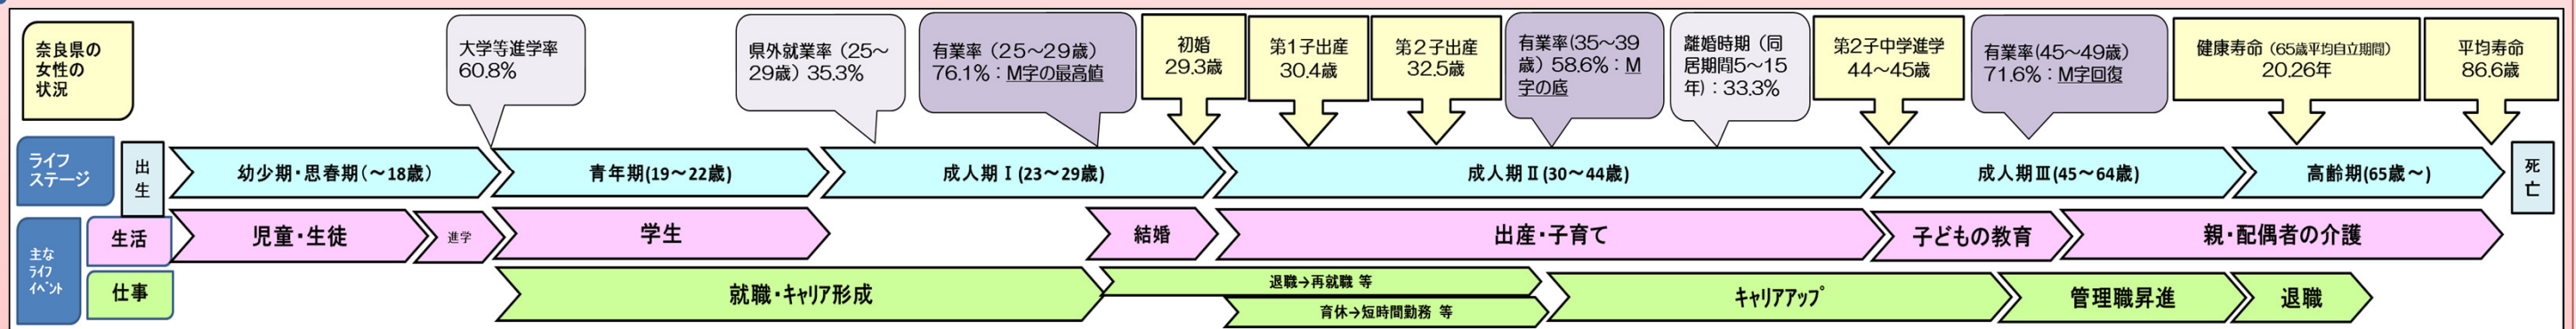 奈良県の
女性の
状況
大学等進学率
60.8%
県外就業率（25～
29歳）35.3%
有業率（25～29歳）
76.1%：M字の最高値
初婚
29.3歳
第1子出産
30.4歳
第2子出産
32.5歳
有業率(35～39
歳）58.6%：M
字の底
離婚時期（同
居期間5～15
年)：33.3%
第2子中学進学
44～45歳
有業率(45～49歳）
71.6%：M字回復
健康寿命（65歳平均自立期間）
20.26年
平均寿命
86.6歳
ライフ
ステージ
出
生
幼少期・思春期（～18歳）
青年期(19～22歳)
成人期Ⅰ(23～29歳)
成人期Ⅱ(30～44歳)
成人期Ⅲ(45～64歳)
高齢期(65歳～)
死
亡
主な
ﾗｲﾌ
ｲﾍﾞﾝﾄ
生活
児童・生徒
進学
学生
結婚
出産・子育て
子どもの教育
親・配偶者の介護
仕事
就職・ｷｬﾘｱ形成
退職→再就職 等
育休→短時間勤務 等
ｷｬﾘｱｱｯﾌﾟ
管理職昇進
退職